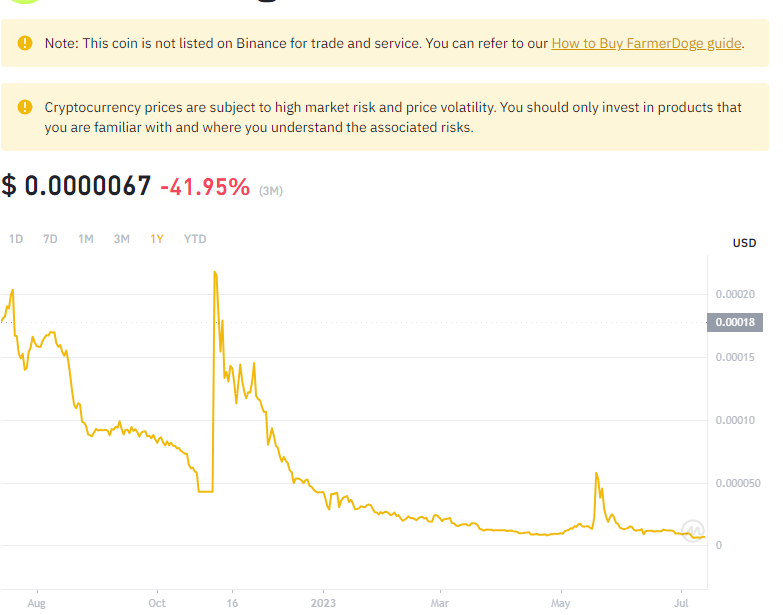 Note: This coin is not listed on Binance for trade and service. You can refer to our How to Buy FarmerDoge guide.
Cryptocurrency prices are subject to high market risk and price volatility. You should only invest in products that
you are familiar with and where you understand the associated risks.
$ 0.0000067 -41.95% (3M)
1D 7D 1M 3M 1Y YTD
USD
0.00020
0.00018
0.00015
0.00010
0.000050
0
Aug Oct 16 2023 Mar May Jul